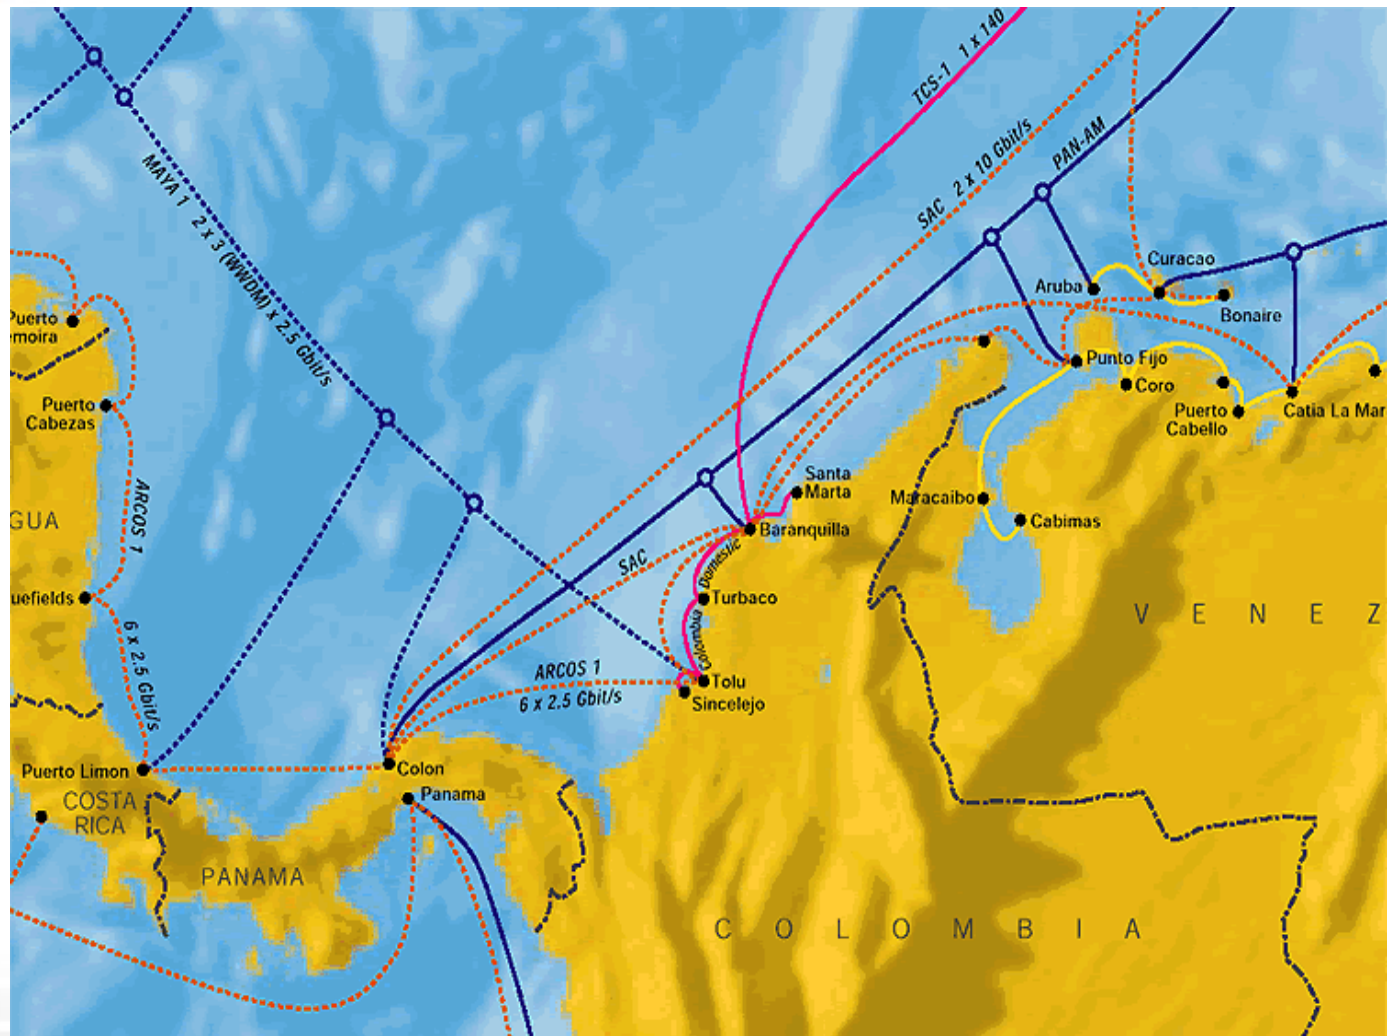 TCS-1 1 x 140
SAC 2 x 10 Gbit/s
PAN-AM
MAYA 1 2 x 3 (WWDM) x 2.5 Gbit/s
Curacao
Aruba
Bonaire
Puerto
emoira
Punto Fijo
Coro
Puerto
Cabezas
Puerto
Cabello
Catia La Mar
Santa
Marta
Maracaibo
Cabimas
ARCOS 1
GUA
Baranquilla
SAC
Domestic
Colombia
Turbaco
uefields
6 x 2.5 Gbit/s
VENEZ
ARCOS 1
6 x 2.5 Gbit/s
Tolu
Sincelejo
Puerto Limon
Colon
Panama
COSTA
RICA
PANAMA
COLOMBIA